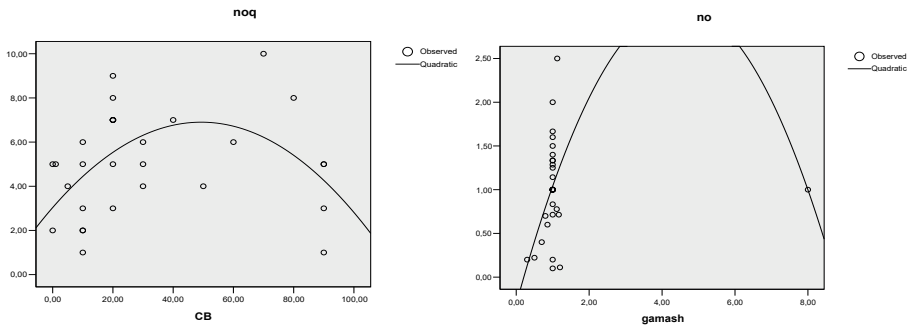 noq
10,00
8,00
6,00
4,00
2,00
0,00
0,00 20,00 40,00 60,00 80,00 100,00
CB
Observed
Quadratic
no
2,50
2,00
1,50
1,00
0,50
0,00
0,00 2,00 4,00 6,00 8,00
gamash
Observed
Quadratic